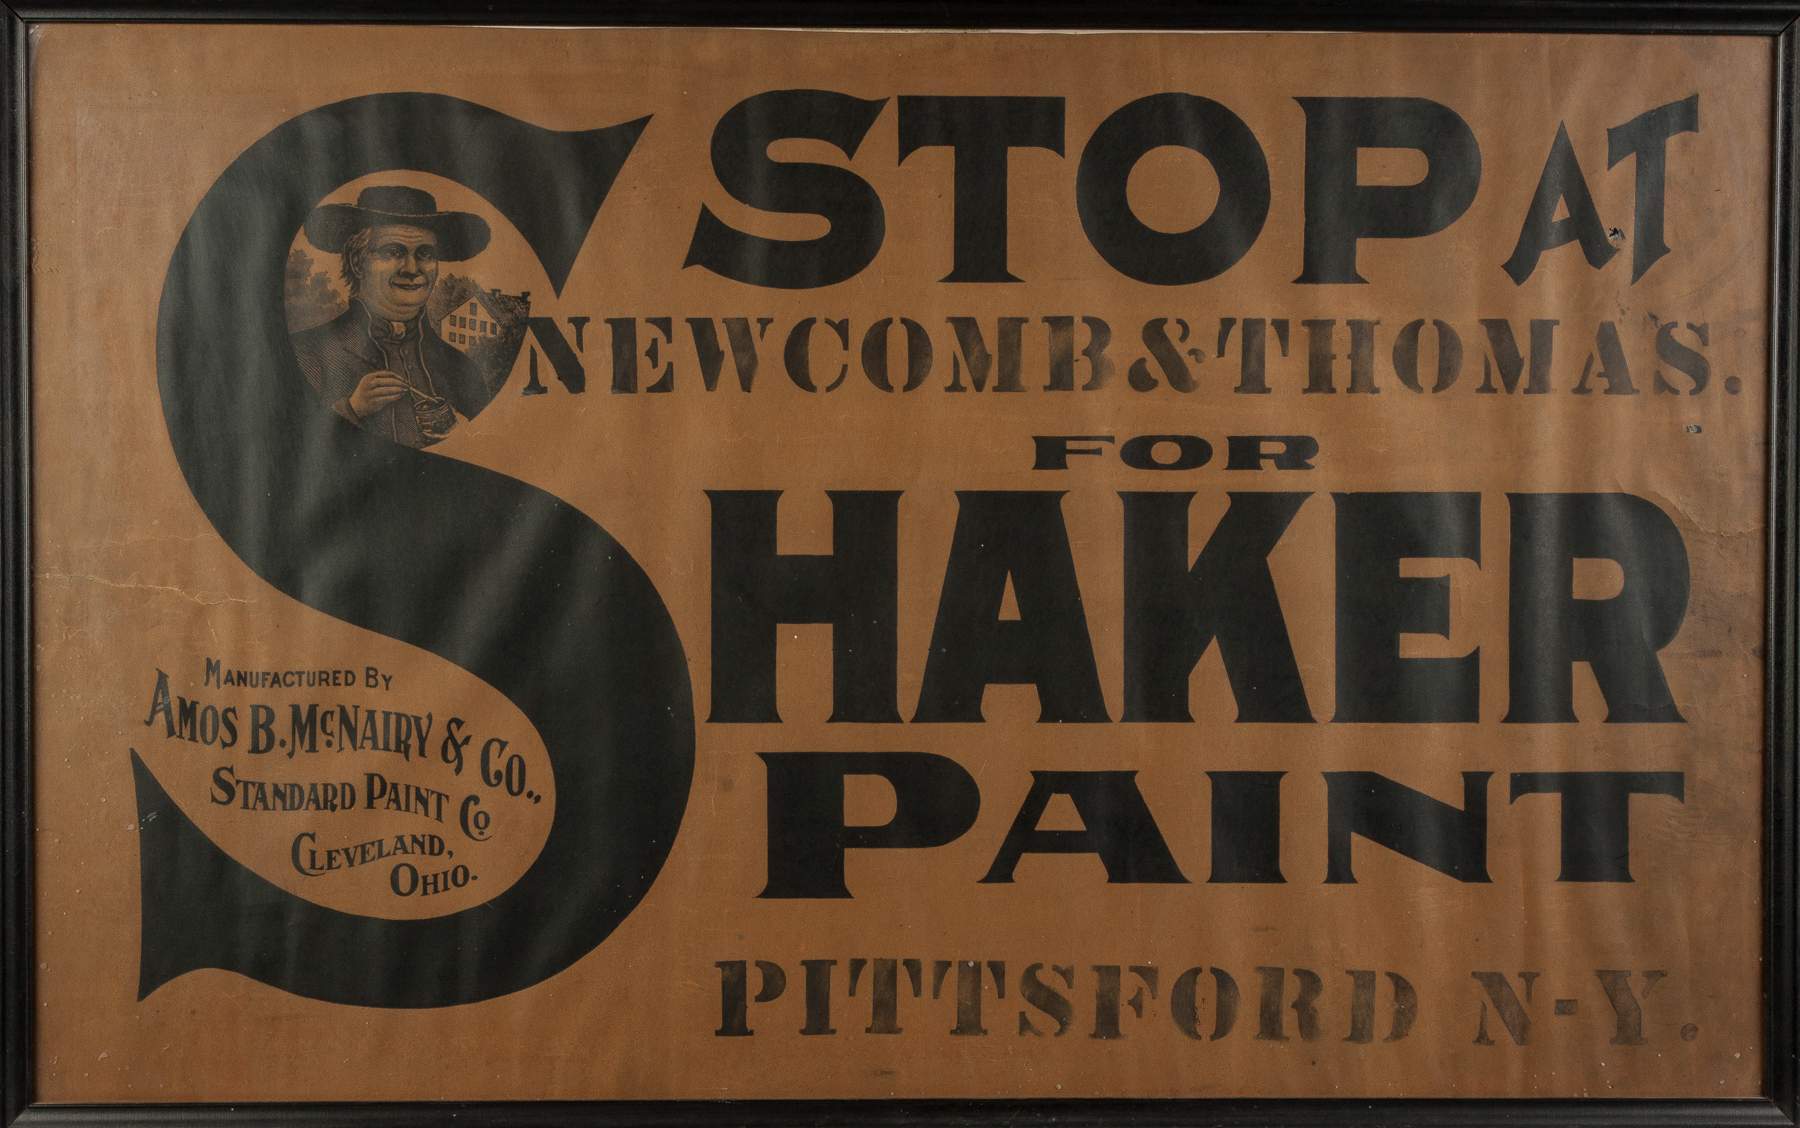 STOP AT
NEWCOMB & THOMAS.
FOR
SHAKER
PAINT
PITTSFORD N-Y.
MANUFACTURED BY
AMOS B. McNAIRY & CO.,
STANDARD PAINT Co
CLEVELAND,
OHIO.